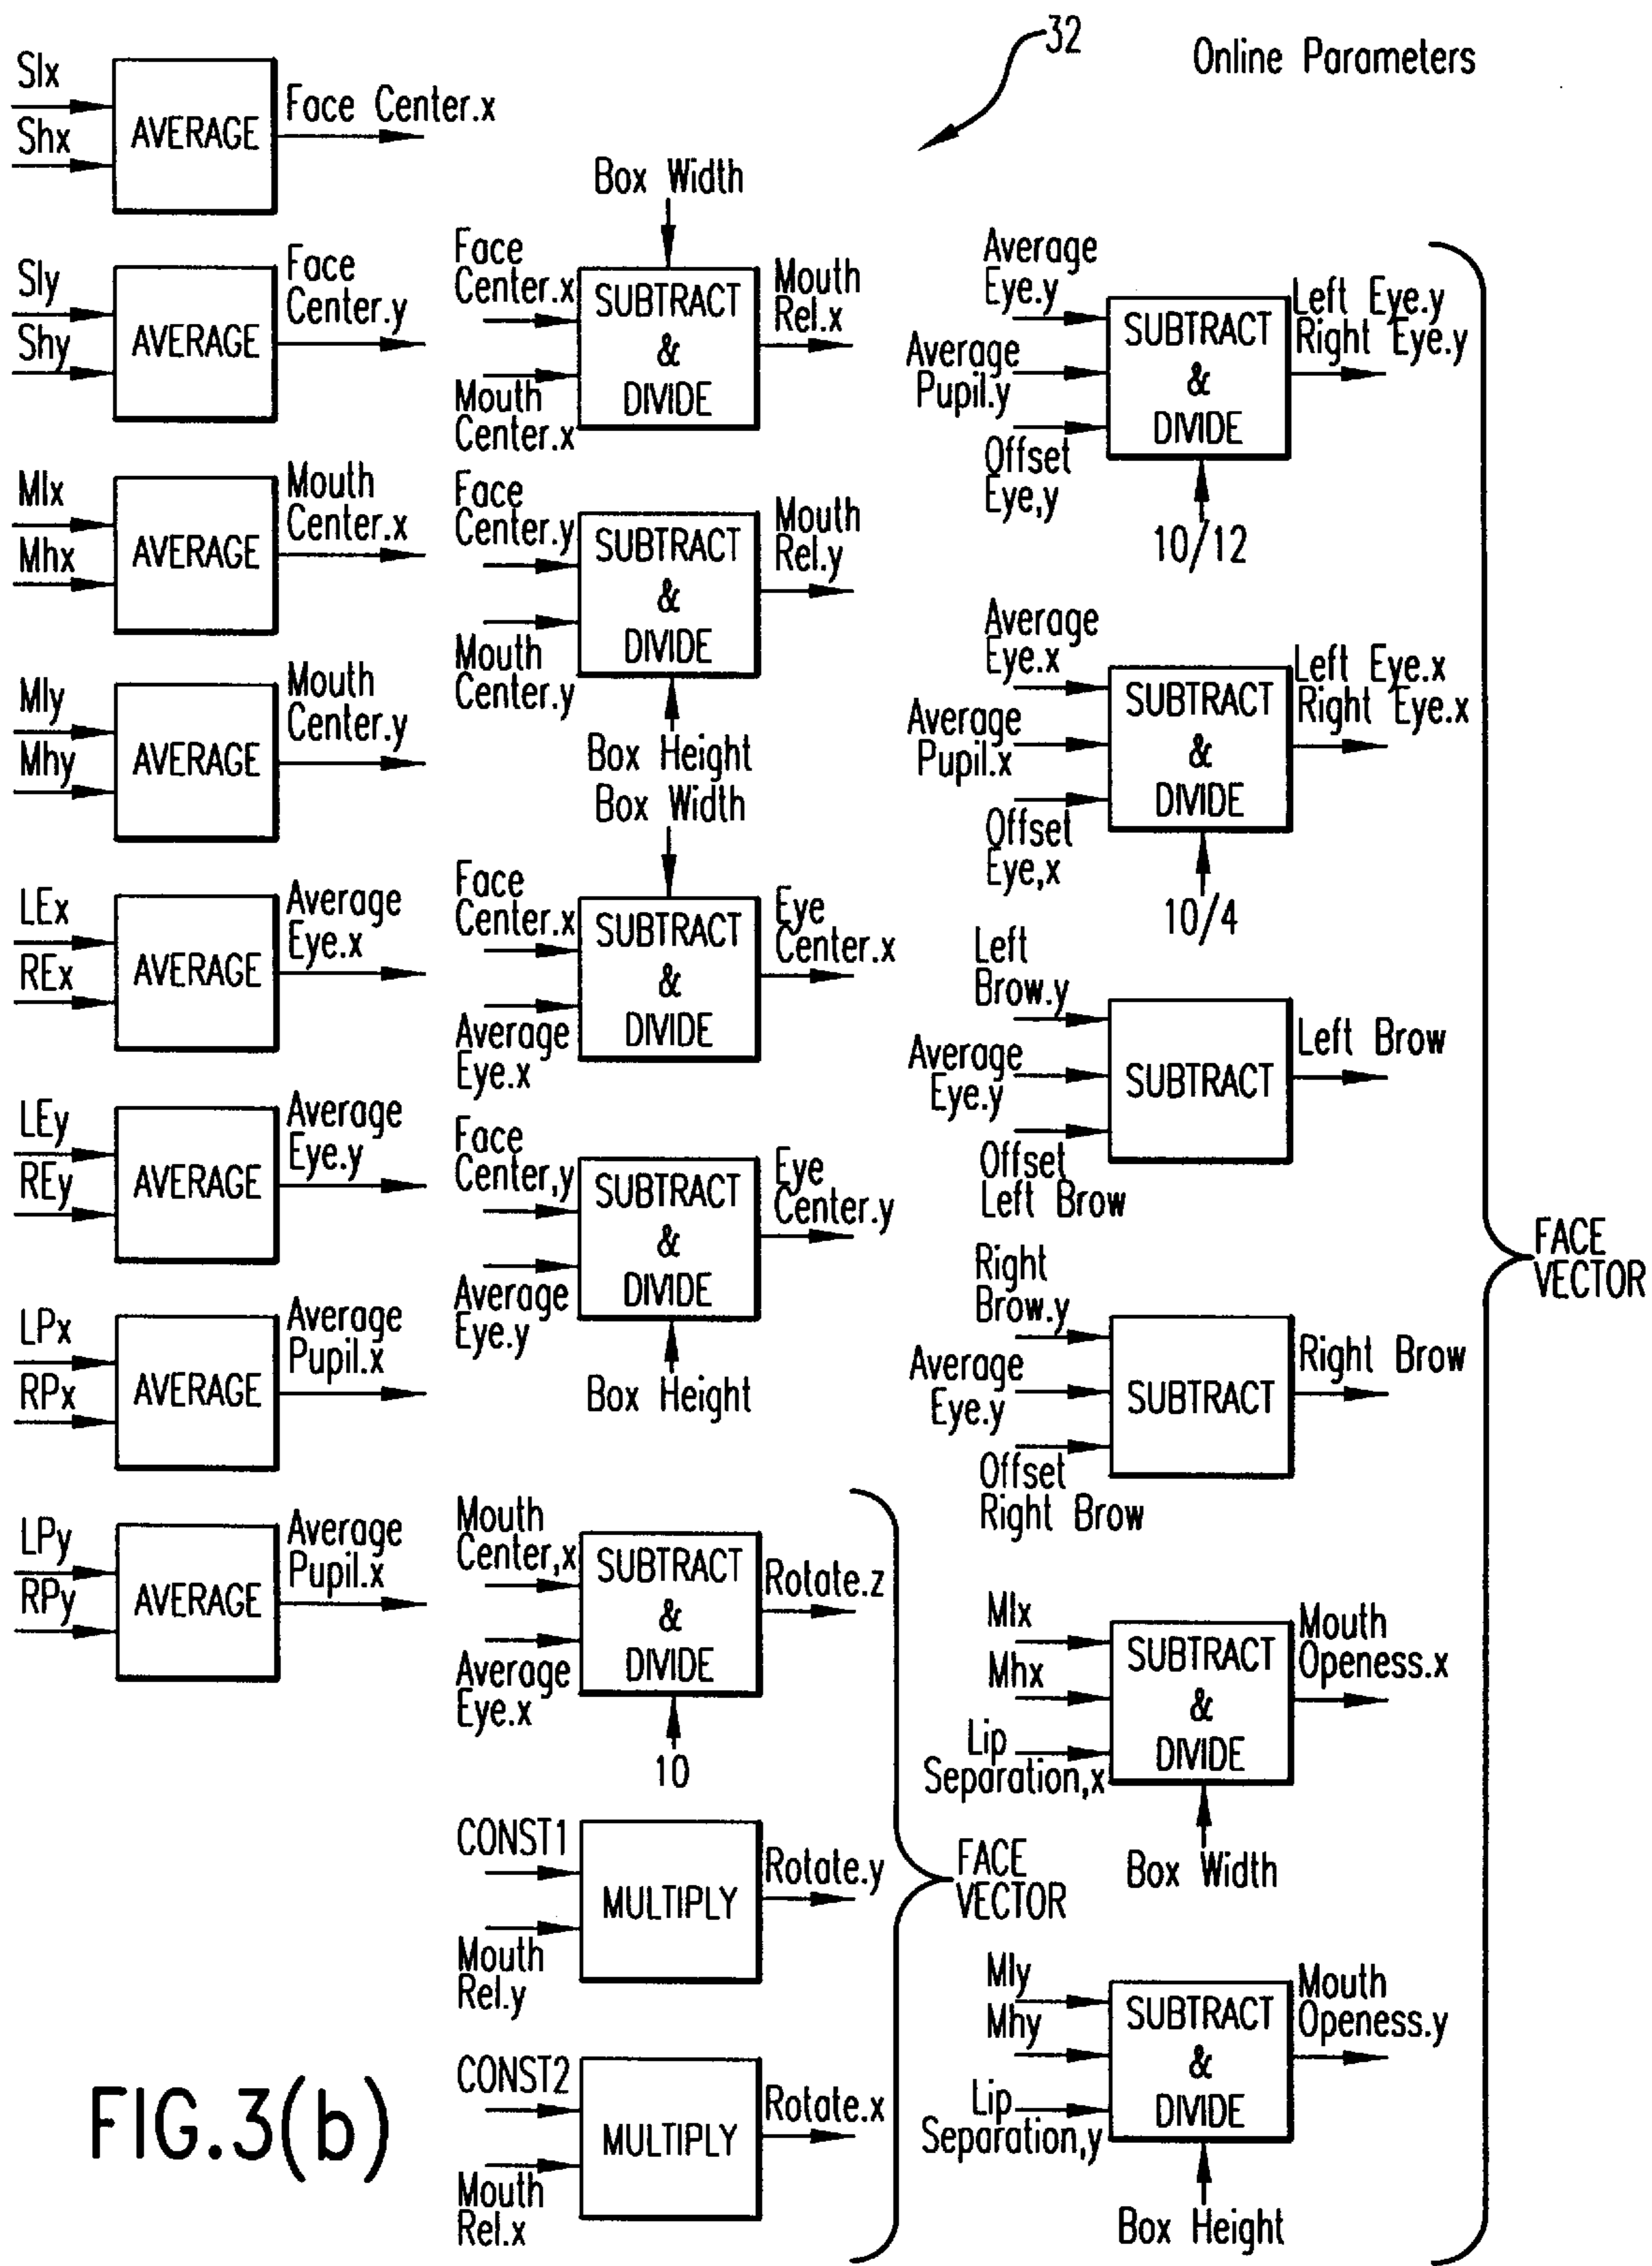 32
Online Parameters
Slx
Shx
AVERAGE
Face Center.x
Sly
Shy
AVERAGE
Face
Center.y
Mlx
Mhx
AVERAGE
Mouth
Center.x
Mly
Mhy
AVERAGE
Mouth
Center.y
LEx
REx
AVERAGE
Average
Eye.x
LEy
REy
AVERAGE
Average
Eye.y
LPx
RPx
AVERAGE
Average
Pupil.x
LPy
RPy
AVERAGE
Average
Pupil.x
Box Width
Face
Center.x
Mouth
Center.x
SUBTRACT
&
DIVIDE
Mouth
Rel.x
Face
Center.y
Mouth
Center.y
SUBTRACT
&
DIVIDE
Mouth
Rel.y
Box Height
Box Width
Face
Center.x
Average
Eye.x
SUBTRACT
&
DIVIDE
Eye
Center.x
Face
Center,y
Average
Eye.y
SUBTRACT
&
DIVIDE
Eye
Center.y
Box Height
Mouth
Center,x
Average
Eye.x
SUBTRACT
&
DIVIDE
Rotate.z
10
CONST1
Mouth
Rel.y
MULTIPLY
Rotate.y
CONST2
Mouth
Rel.x
MULTIPLY
Rotate.x
FACE
VECTOR
Average
Eye.y
Average
Pupil.y
Offset
Eye,y
SUBTRACT
&
DIVIDE
Left Eye.y
Right Eye.y
10/12
Average
Eye.x
Average
Pupil.x
Offset
Eye,x
SUBTRACT
&
DIVIDE
Left Eye.x
Right Eye.x
10/4
Left
Brow.y
Average
Eye.y
Offset
Left Brow
SUBTRACT
Left Brow
Right
Brow.y
Average
Eye.y
Offset
Right Brow
SUBTRACT
Right Brow
Mlx
Mhx
Lip
Separation,x
SUBTRACT
&
DIVIDE
Mouth
Openess.x
Box Width
Mly
Mhy
Lip
Separation,y
SUBTRACT
&
DIVIDE
Mouth
Openess.y
Box Height
FACE
VECTOR
FIG.3(b)